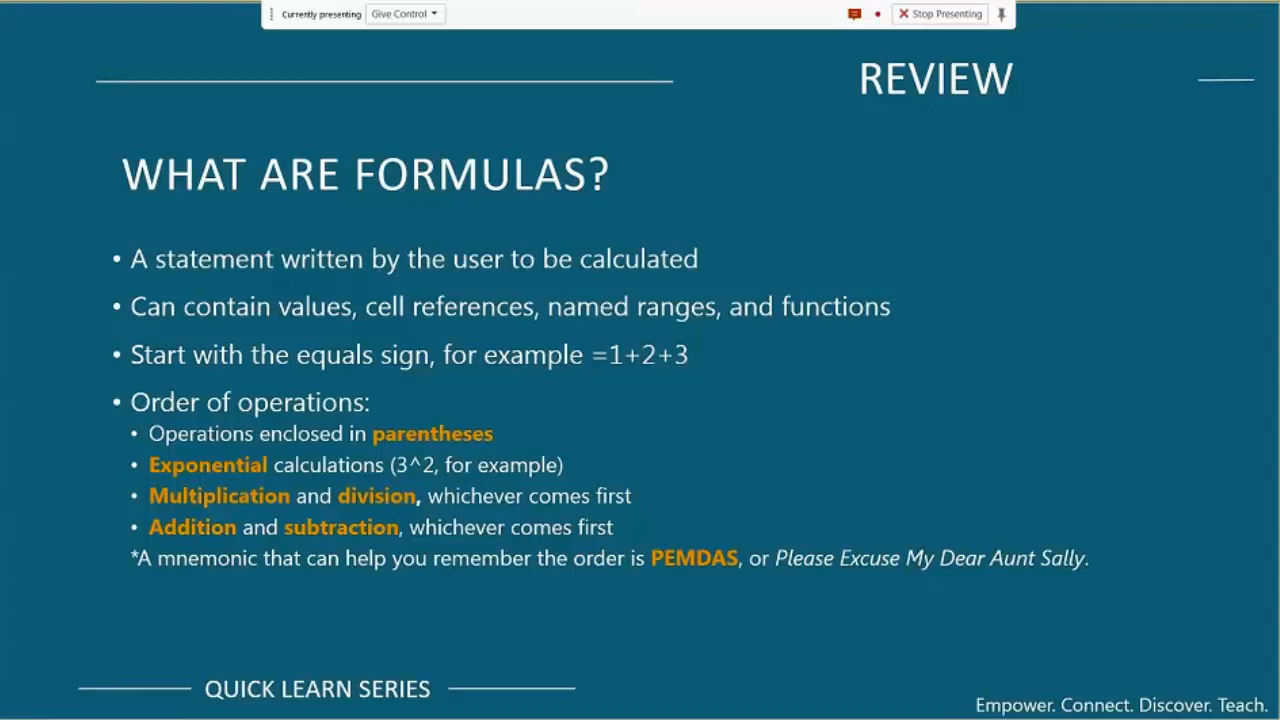 Currently presenting Give Control Stop Presenting
REVIEW
WHAT ARE FORMULAS?
• A statement written by the user to be calculated
• Can contain values, cell references, named ranges, and functions
• Start with the equals sign, for example =1+2+3
• Order of operations:
• Operations enclosed in parentheses
• Exponential calculations (3^2, for example)
• Multiplication and division, whichever comes first
• Addition and subtraction, whichever comes first
*A mnemonic that can help you remember the order is PEMDAS, or Please Excuse My Dear Aunt Sally.
QUICK LEARN SERIES
Empower. Connect. Discover. Teach.